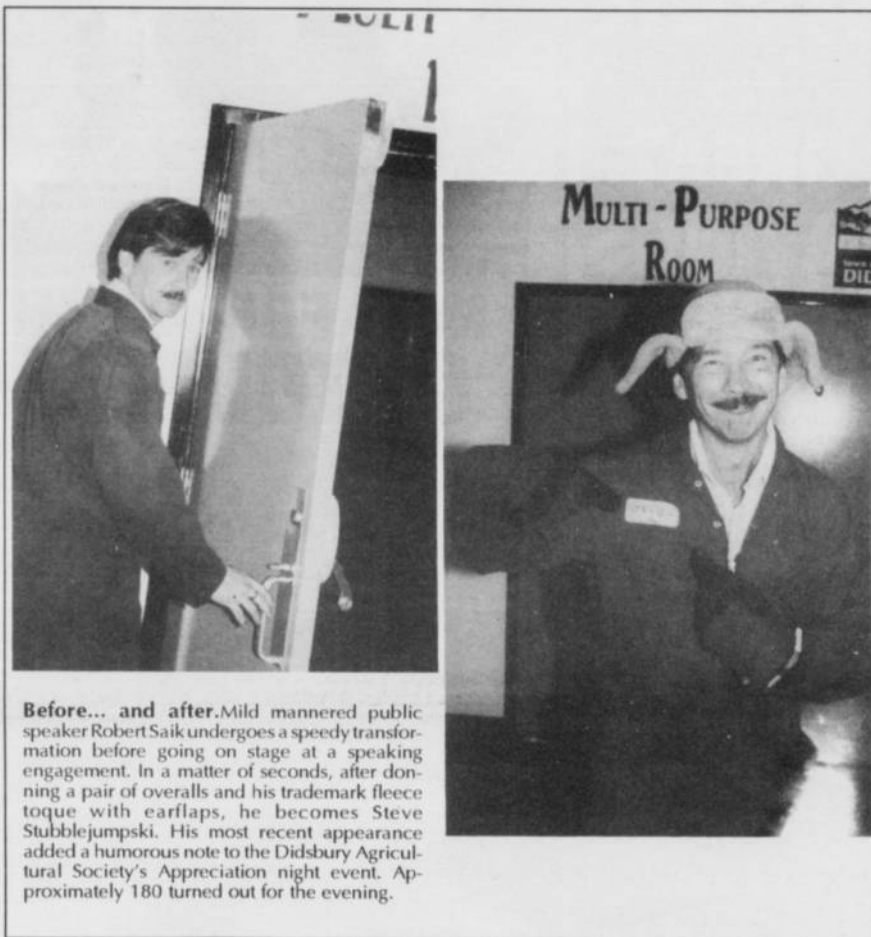 MULTI - PURPOSE
ROOM
DID
Before... and after.Mild mannered public
speaker Robert Saik undergoes a speedy transfor-
mation before going on stage at a speaking
engagement. In a matter of seconds, after don-
ning a pair of overalls and his trademark fleece
toque with earflaps, he becomes Steve
Stubblejumpski. His most recent appearance
added a humorous note to the Didsbury Agricul-
tural Society's Appreciation night event. Ap-
proximately 180 turned out for the evening.